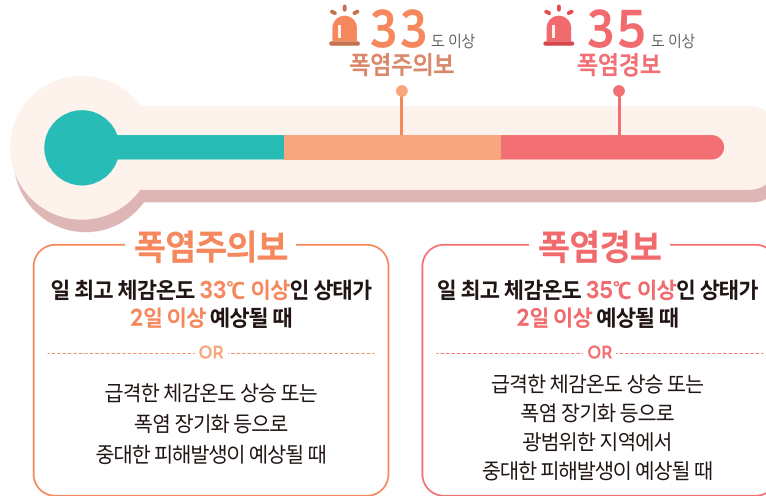 33 도 이상
폭염주의보
35 도 이상
폭염경보
폭염주의보
일 최고 체감온도 33℃ 이상인 상태가
2일 이상 예상될 때
OR
급격한 체감온도 상승 또는
폭염 장기화 등으로
중대한 피해발생이 예상될 때
폭염경보
일 최고 체감온도 35℃ 이상인 상태가
2일 이상 예상될 때
OR
급격한 체감온도 상승 또는
폭염 장기화 등으로
광범위한 지역에서
중대한 피해발생이 예상될 때